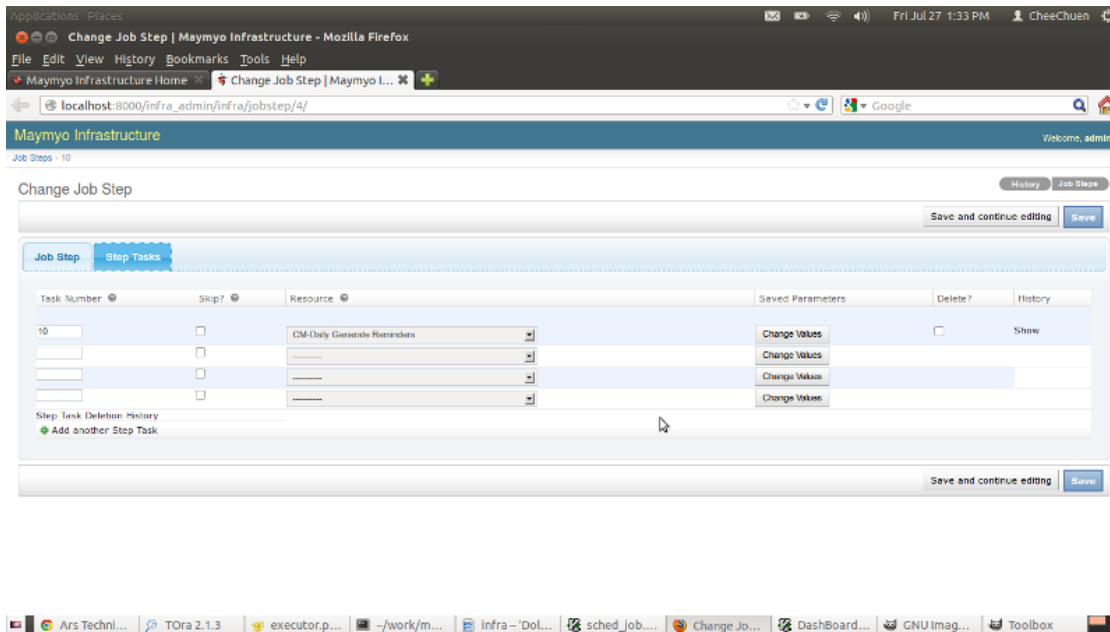 Applications Places Fri Jul 27 1:33 PM CheeChuen
Change Job Step | Maymyo Infrastructure - Mozilla Firefox
File Edit View History Bookmarks Tools Help
Maymyo Infrastructure Home Change Job Step | Maymyo I...
localhost:8000/infra_admin/infra/jobstep/4/ Google
Maymyo Infrastructure Welcome, admin
Job Steps › 10
Change Job Step History Job Steps
Save and continue editing Save
Job Step Step Tasks
Task Number Skip? Resource Saved Parameters Delete? History
10 CM-Daily Generate Reminders Change Values Show
--------- Change Values
--------- Change Values
--------- Change Values
Step Task Deletion History
Add another Step Task
Save and continue editing Save
Ars Techni... TOra 2.1.3 executor.p... ~/work/m... infra – 'Dol... sched_job.... Change Jo... DashBoard... GNU Imag... Toolbox